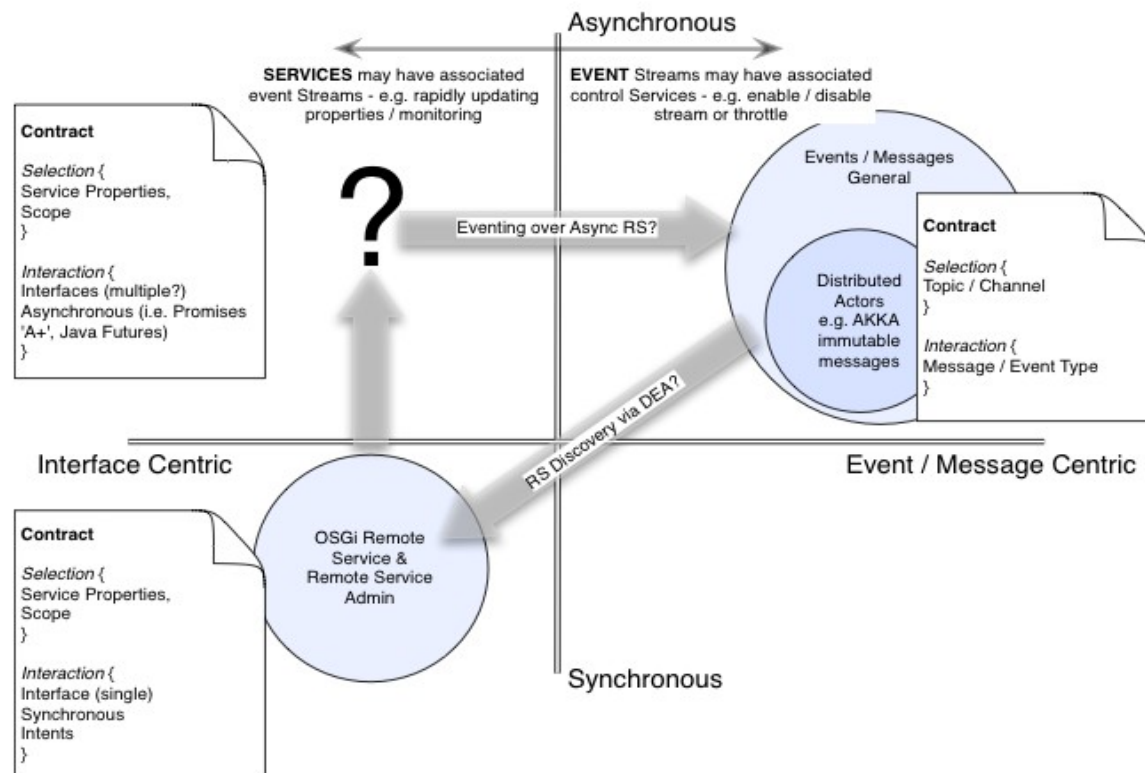 Asynchronous
SERVICES may have associated
event Streams - e.g. rapidly updating
properties / monitoring
EVENT Streams may have associated
control Services - e.g. enable / disable
stream or throttle
Contract
Selection {
Service Properties,
Scope
}
Interaction {
Interfaces (multiple?)
Asynchronous (i.e. Promises
'A+', Java Futures)
}
?
Eventing over Async RS?
Events / Messages
General
Distributed
Actors
e.g. AKKA
immutable
messages
Contract
Selection {
Topic / Channel
}
Interaction {
Message / Event Type
}
RS Discovery via DEA?
Interface Centric
Event / Message Centric
Contract
Selection {
Service Properties,
Scope
}
Interaction {
Interface (single)
Synchronous
Intents
}
OSGi Remote
Service &
Remote Service
Admin
Synchronous